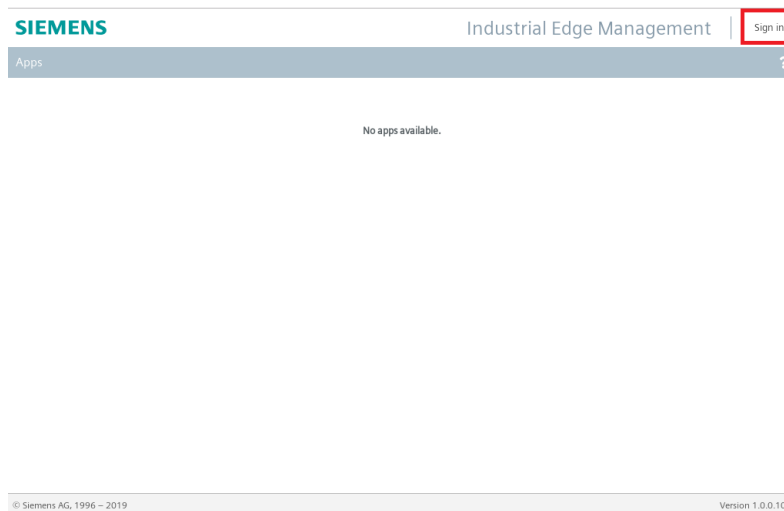 SIEMENS
Industrial Edge Management
Sign in
Apps
?
No apps available.
© Siemens AG, 1996 – 2019
Version 1.0.0.10